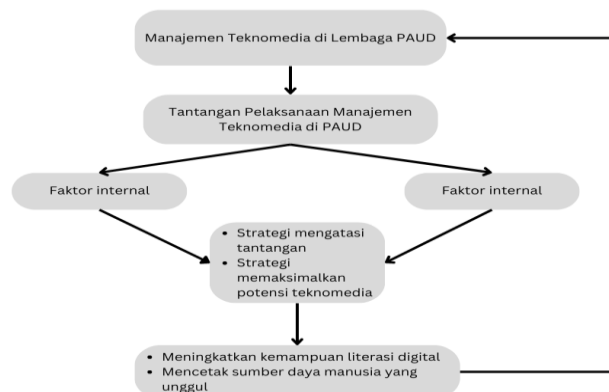 Manajemen Teknomedia di Lembaga PAUD
Tantangan Pelaksanaan Manajemen
Teknomedia di PAUD
Faktor internal
Faktor internal
• Strategi mengatasi
tantangan
• Strategi
memaksimalkan
potensi teknomedia
• Meningkatkan kemampuan literasi digital
• Mencetak sumber daya manusia yang
unggul